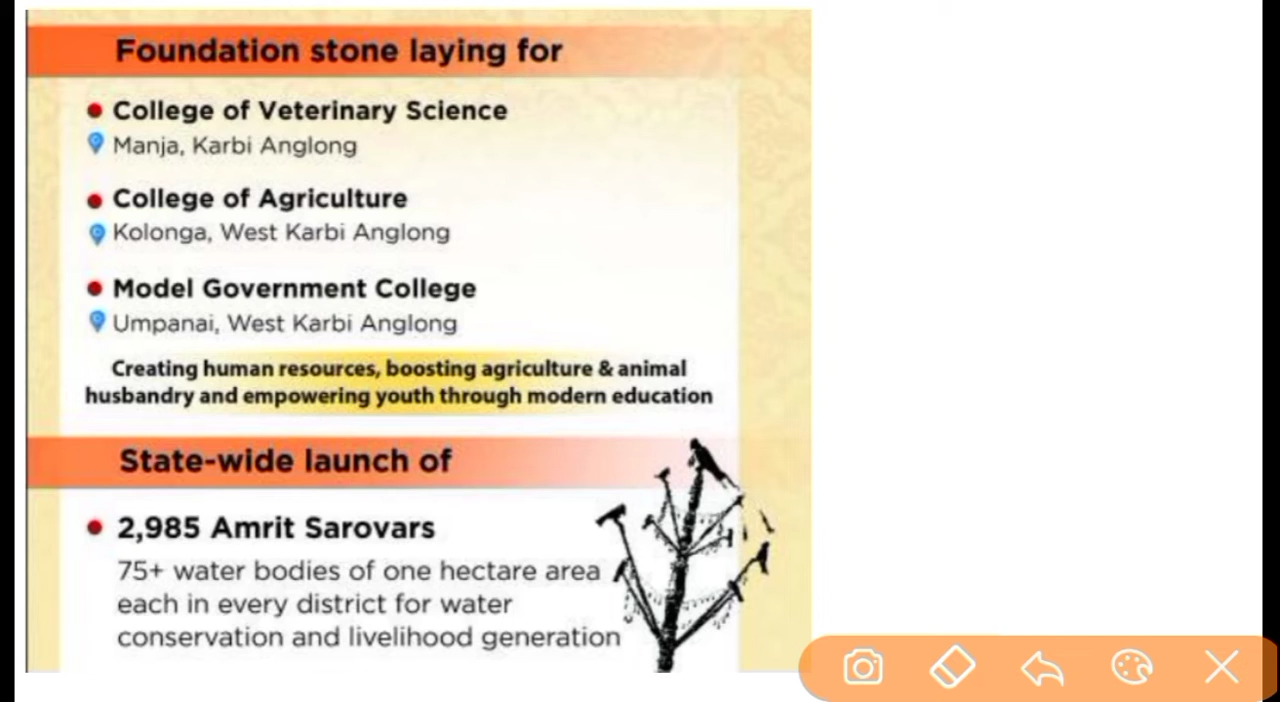 Foundation stone laying for
College of Veterinary Science
Manja, Karbi Anglong
College of Agriculture
Kolonga, West Karbi Anglong
Model Government College
Umpanai, West Karbi Anglong
Creating human resources, boosting agriculture & animal
husbandry and empowering youth through modern education
State-wide launch of
2,985 Amrit Sarovars
75+ water bodies of one hectare area
each in every district for water
conservation and livelihood generation